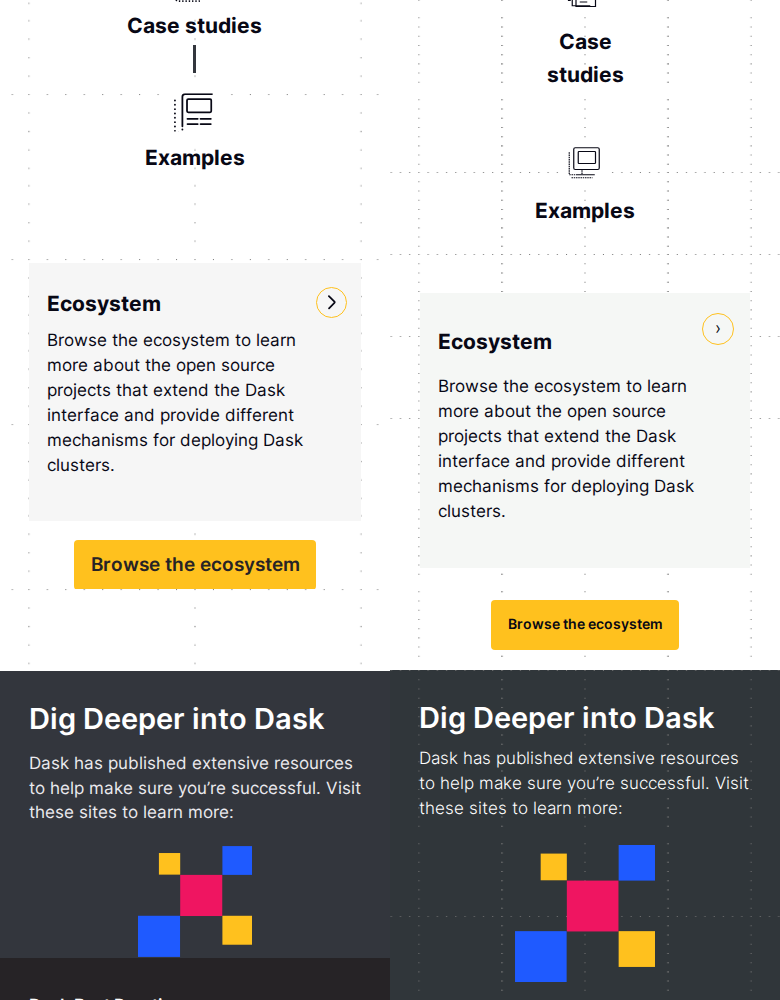 Case studies
Examples
Ecosystem
Browse the ecosystem to learn
more about the open source
projects that extend the Dask
interface and provide different
mechanisms for deploying Dask
clusters.
Browse the ecosystem
Dig Deeper into Dask
Dask has published extensive resources
to help make sure you’re successful. Visit
these sites to learn more:
Case
studies
Examples
Ecosystem
Browse the ecosystem to learn
more about the open source
projects that extend the Dask
interface and provide different
mechanisms for deploying Dask
clusters.
Browse the ecosystem
Dig Deeper into Dask
Dask has published extensive resources
to help make sure you’re successful. Visit
these sites to learn more: